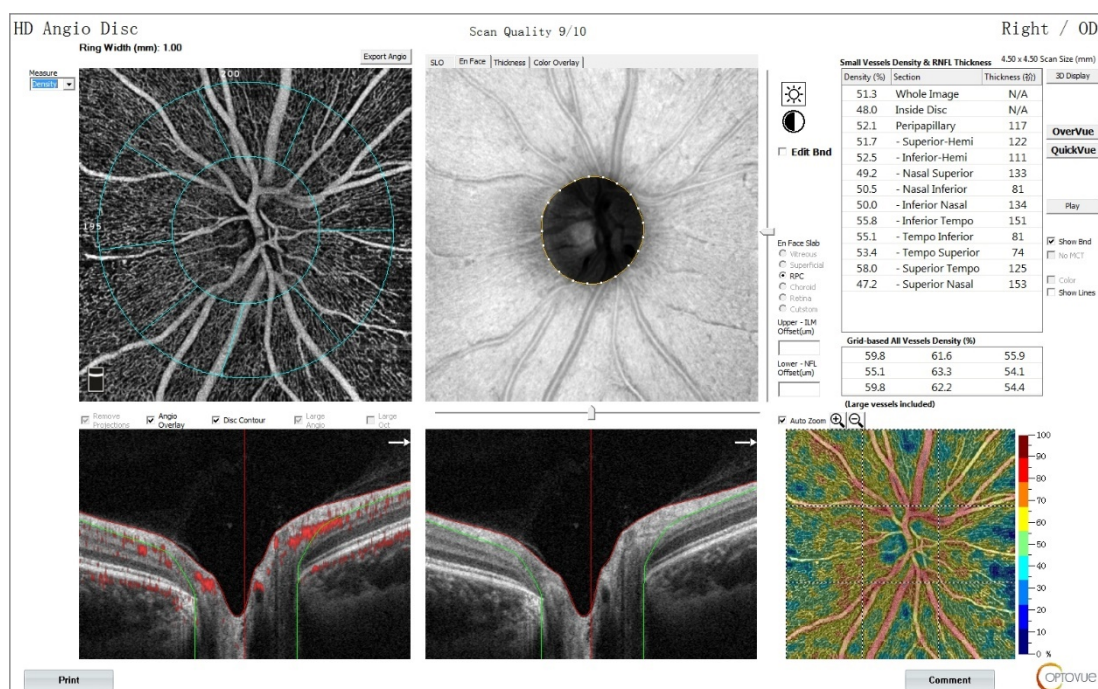 HD Angio Disc
Scan Quality 9/10
Right / OD
Ring Width (mm): 1.00
Export Angio
Measure
Density
200
195
SLO En Face Thickness Color Overlay
Edit Bnd
En Face Slab
Vitreous
Superficial
RPC
Choroid
Retina
Cutstom
Upper - ILM
Offset(um)
Lower - NFL
Offset(um)
Small Vessels Density & RNFL Thickness 4.50 x 4.50 Scan Size (mm)
Density (%) Section Thickness (阶)
51.3 Whole Image N/A
48.0 Inside Disc N/A
52.1 Peripapillary 117
51.7 - Superior-Hemi 122
52.5 - Inferior-Hemi 111
49.2 - Nasal Superior 133
50.5 - Nasal Inferior 81
50.0 - Inferior Nasal 134
55.8 - Inferior Tempo 151
55.1 - Tempo Inferior 81
53.4 - Tempo Superior 74
58.0 - Superior Tempo 125
47.2 - Superior Nasal 153
3D Display
OverVue
QuickVue
Play
Show Bnd
No MCT
Color
Show Lines
Grid-based All Vessels Density (%)
59.8 61.6 55.9
55.1 63.3 54.1
59.8 62.2 54.4
(Large vessels included)
Remove
Projections
Angio
Overlay
Disc Contour
Large
Angio
Large
Oct
Auto Zoom
100
90
80
70
60
50
40
30
20
10
0 %
Print
Comment
OPTOVUE